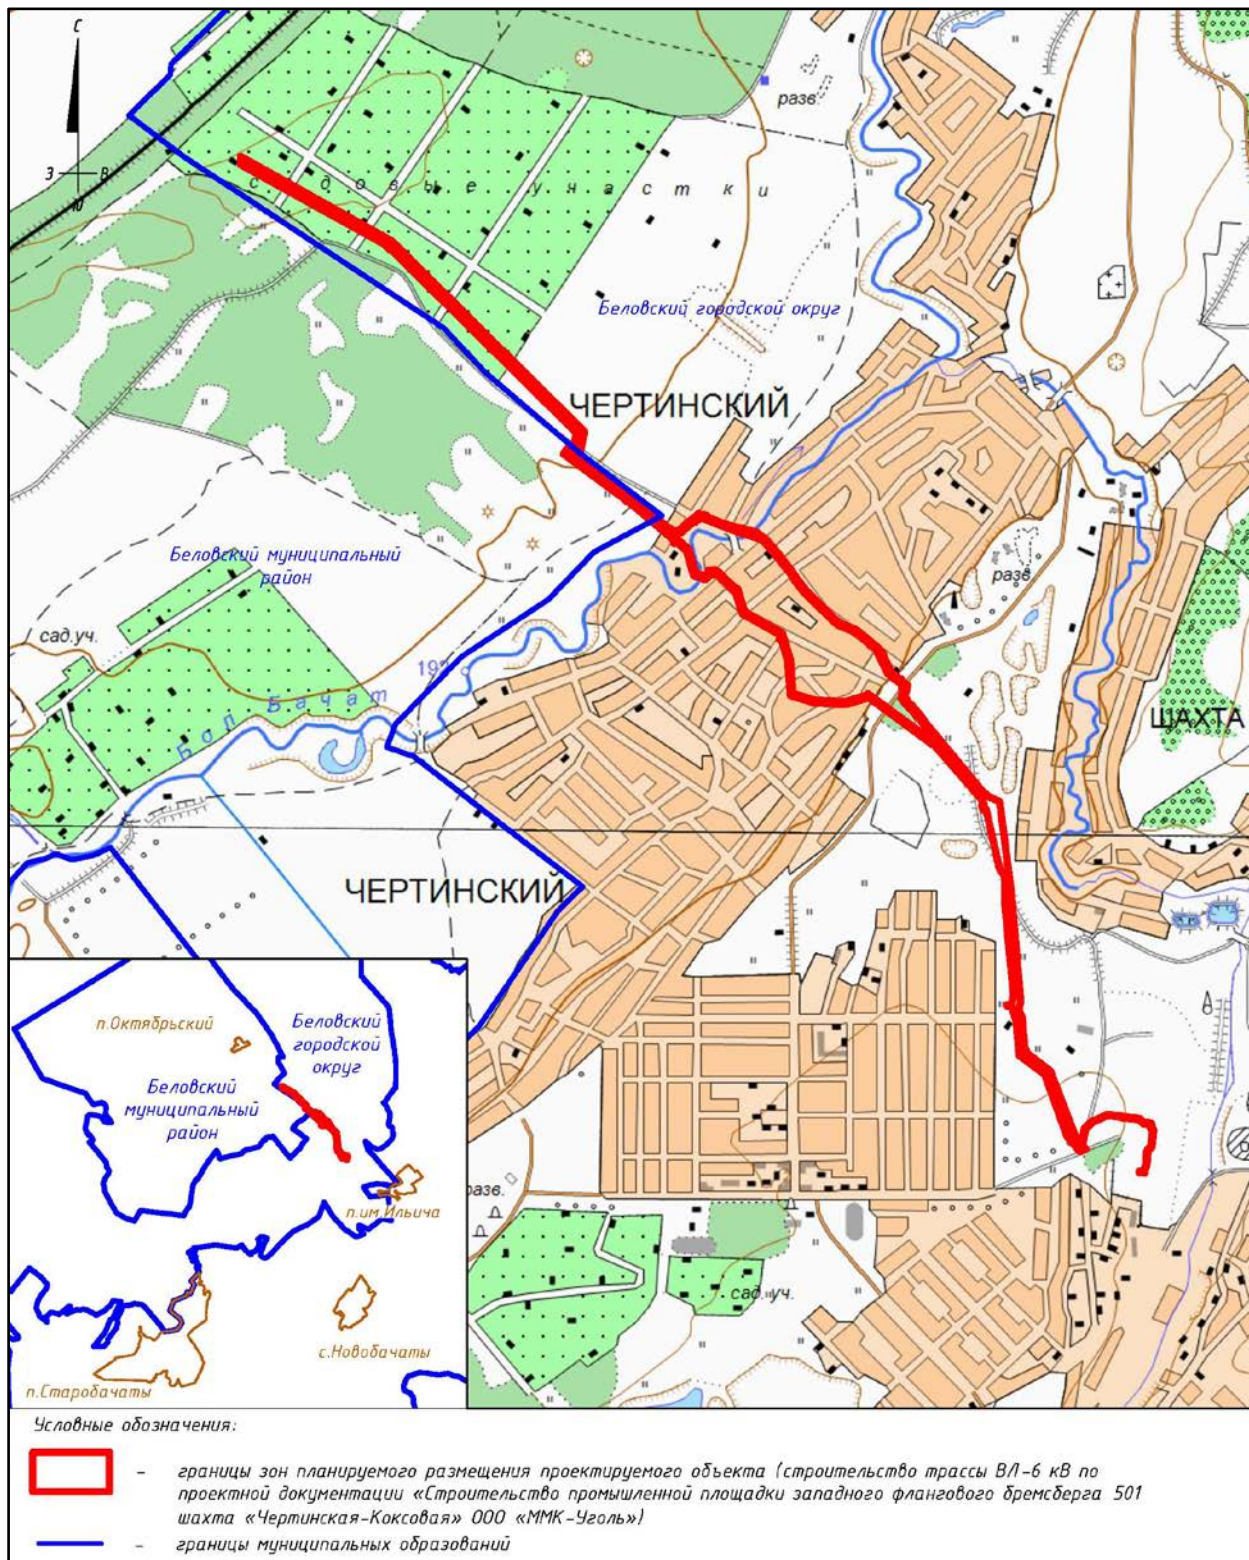 С
З
В
Ю
разв.
садовые участки
Беловский городской округ
ЧЕРТИНСКИЙ
Беловский муниципальный
район
разв.
сад.уч.
Бол. Бачат
ШАХТА
ЧЕРТИНСКИЙ
п.Октябрьский
Беловский
городской
округ
Беловский
муниципальный
район
п.им.Ильича
с.Новобачаты
п.Старобачаты
разв.
сад.уч.
Условные обозначения:
– границы зон планируемого размещения проектируемого объекта (строительство трассы ВЛ-6 кВ по
проектной документации «Строительство промышленной площадки западного флангового бремсберга 501
шахта «Чертинская-Коксовая» ООО «ММК-Уголь»)
– границы муниципальных образований